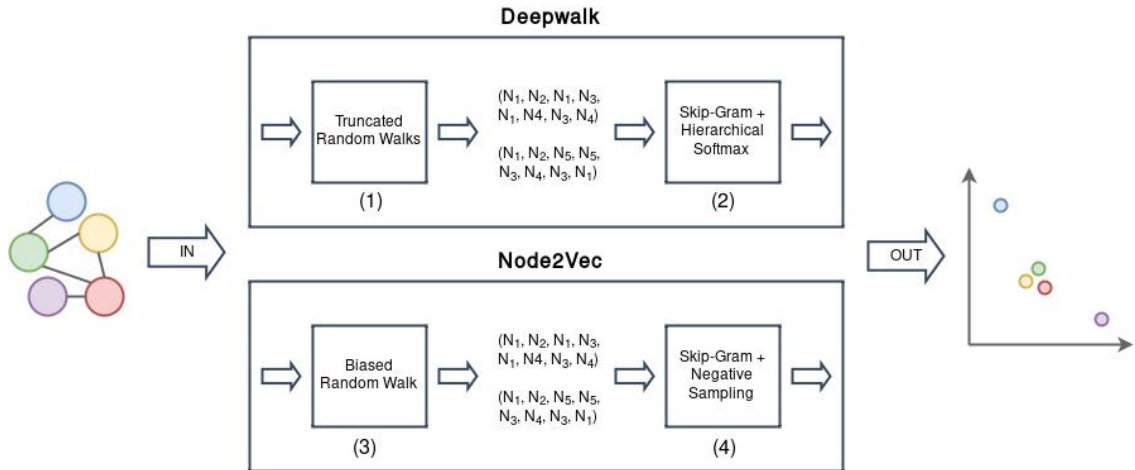 Deepwalk
Truncated
Random Walks
(1)
(N₁, N₂, N₁, N₃,
N₁, N4, N₃, N₄)
(N₁, N₂, N₅, N₅,
N₃, N₄, N₃, N₁)
Skip-Gram +
Hierarchical
Softmax
(2)
IN
OUT
Node2Vec
Biased
Random Walk
(3)
(N₁, N₂, N₁, N₃,
N₁, N4, N₃, N₄)
(N₁, N₂, N₅, N₅,
N₃, N₄, N₃, N₁)
Skip-Gram +
Negative
Sampling
(4)